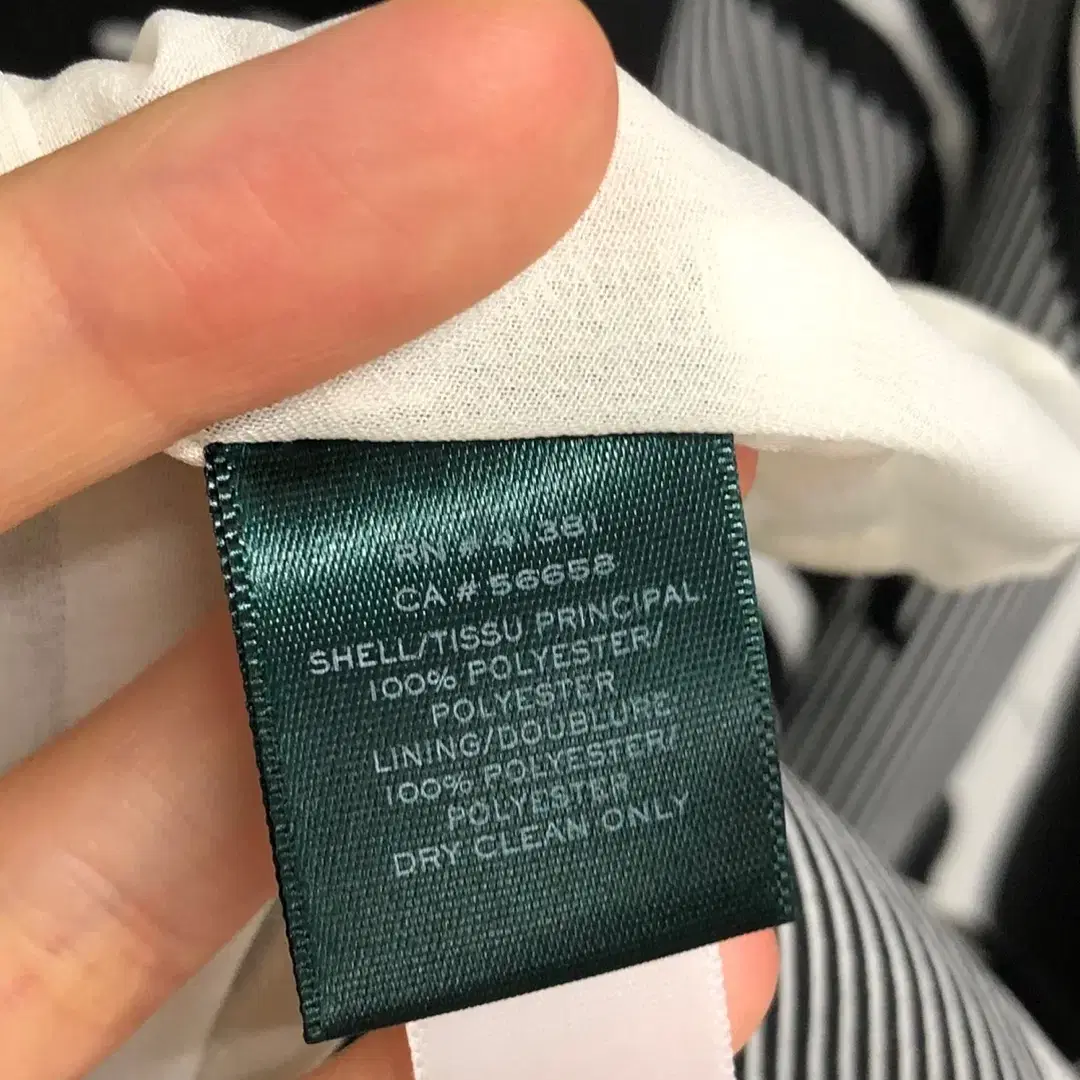 RN # 41381
CA # 56658
SHELL/TISSU PRINCIPAL
100% POLYESTER/
POLYESTER
LINING/DOUBLURE
100% POLYESTER/
POLYESTER
DRY CLEAN ONLY